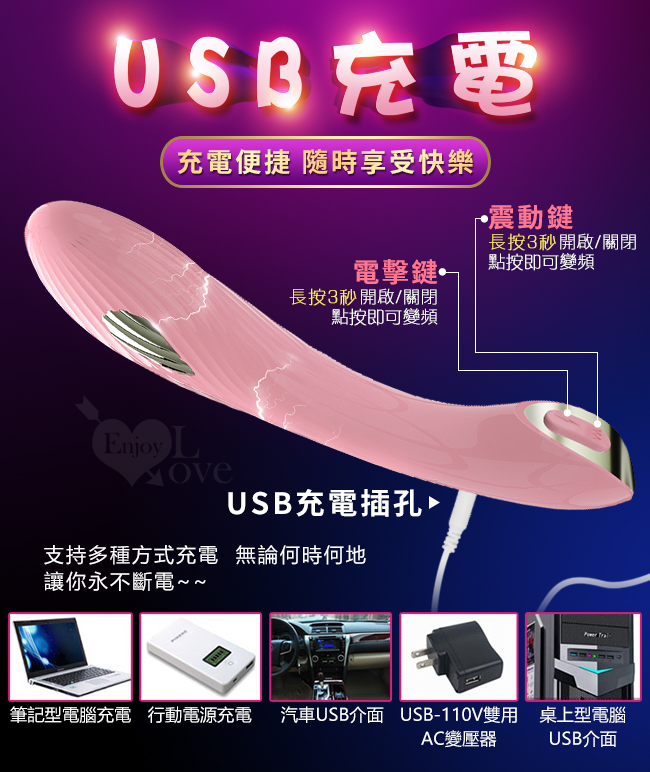 USB充電
充電便捷 隨時享受快樂
震動鍵
長按3秒開啟/關閉
點按即可變頻
電擊鍵
長按3秒開啟/關閉
點按即可變頻
Enjoy Love
USB充電插孔
支持多種方式充電 無論何時何地
讓你永不斷電~~
筆記型電腦充電
行動電源充電
汽車USB介面
USB-110V雙用
AC變壓器
桌上型電腦
USB介面